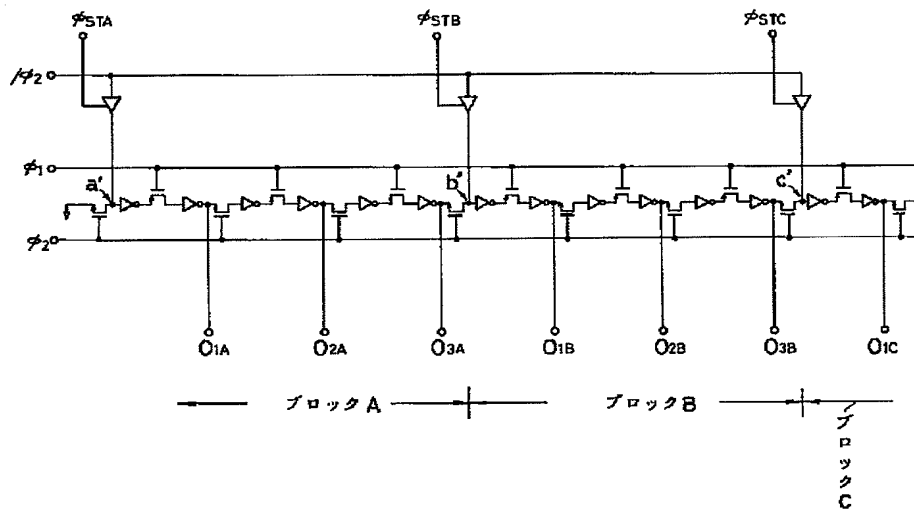 φSTA φSTB φSTC
/φ2
φ1
a' b' c'
φ2
O1A O2A O3A O1B O2B O3B O1C
ブロックA ブロックB ブロックC